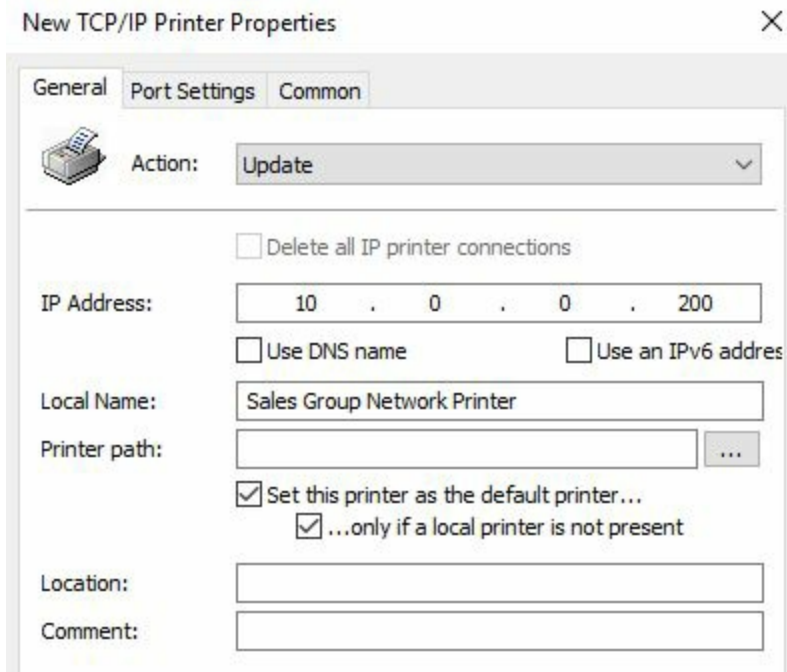 New TCP/IP Printer Properties
General Port Settings Common
Action: Update
Delete all IP printer connections
IP Address: 10 . 0 . 0 . 200
Use DNS name Use an IPv6 addres
Local Name: Sales Group Network Printer
Printer path: ...
Set this printer as the default printer...
...only if a local printer is not present
Location:
Comment: